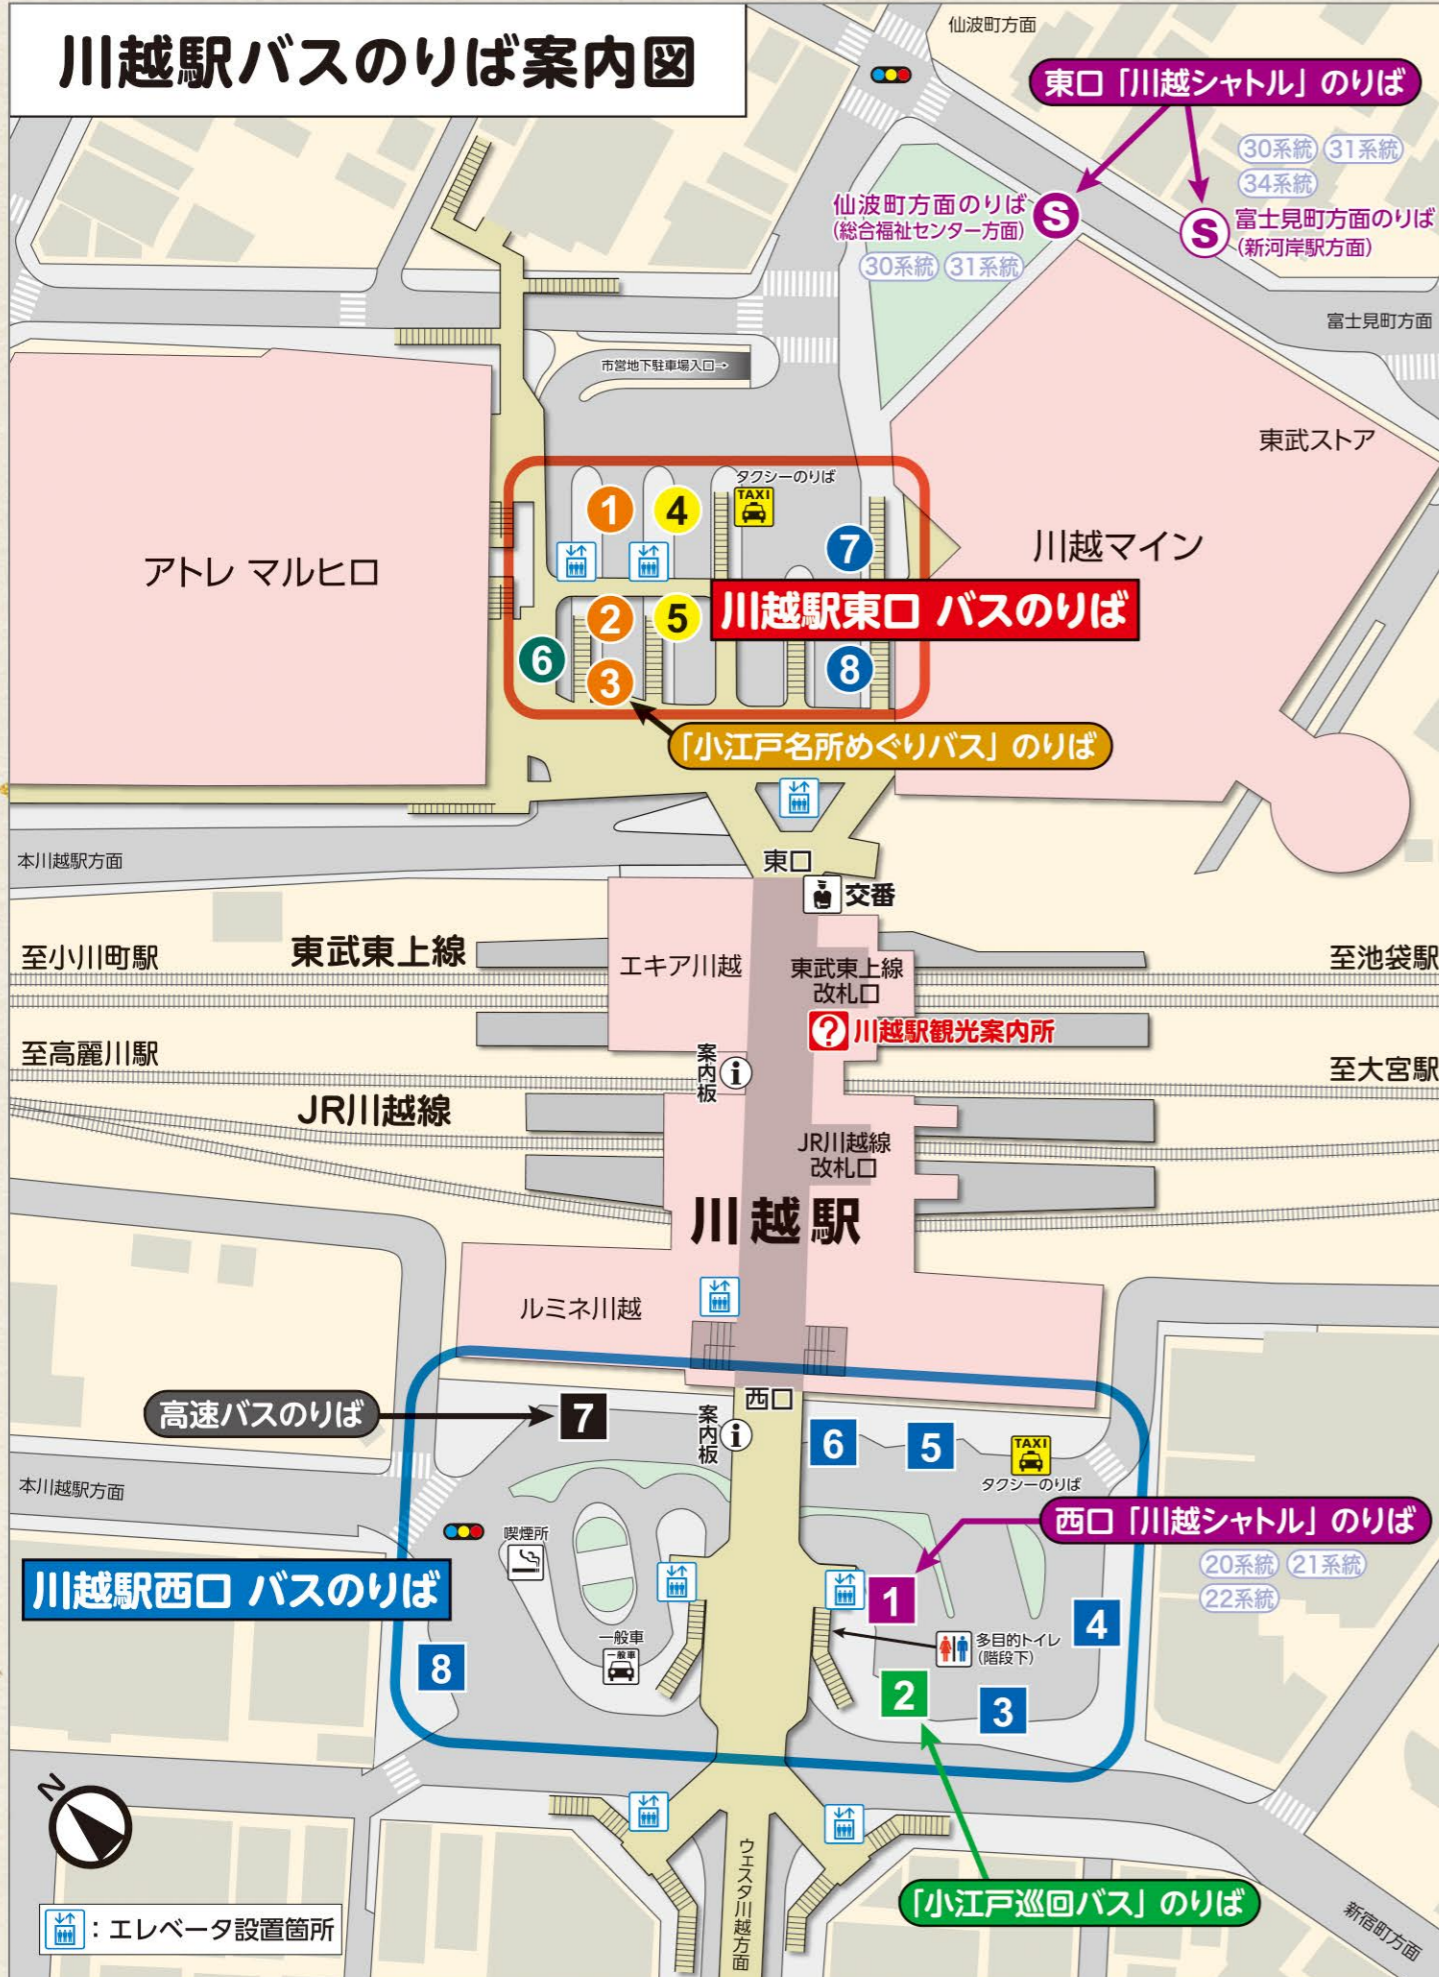 川越駅バスのりば案内図
仙波町方面
東口「川越シャトル」のりば
30系統 31系統
34系統
仙波町方面のりば
(総合福祉センター方面)
S
30系統 31系統
S
富士見町方面のりば
(新河岸駅方面)
富士見町方面
市営地下駐車場入口→
東武ストア
タクシーのりば
TAXI
1
4
7
アトレ マルヒロ
川越マイン
川越駅東口 バスのりば
2
5
6
3
8
「小江戸名所めぐりバス」のりば
本川越駅方面
東口
交番
至小川町駅
東武東上線
エキア川越
東武東上線
改札口
至池袋駅
? 川越駅観光案内所
至高麗川駅
案内板
i
至大宮駅
JR川越線
JR川越線
改札口
川越駅
ルミネ川越
高速バスのりば
7
西口
案内板
i
6
5
TAXI
タクシーのりば
本川越駅方面
西口「川越シャトル」のりば
20系統 21系統
22系統
喫煙所
川越駅西口 バスのりば
1
4
一般車
一般車
多目的トイレ
(階段下)
8
2
3
N
ウェスタ川越方面
「小江戸巡回バス」のりば
新宿町方面
:エレベータ設置箇所